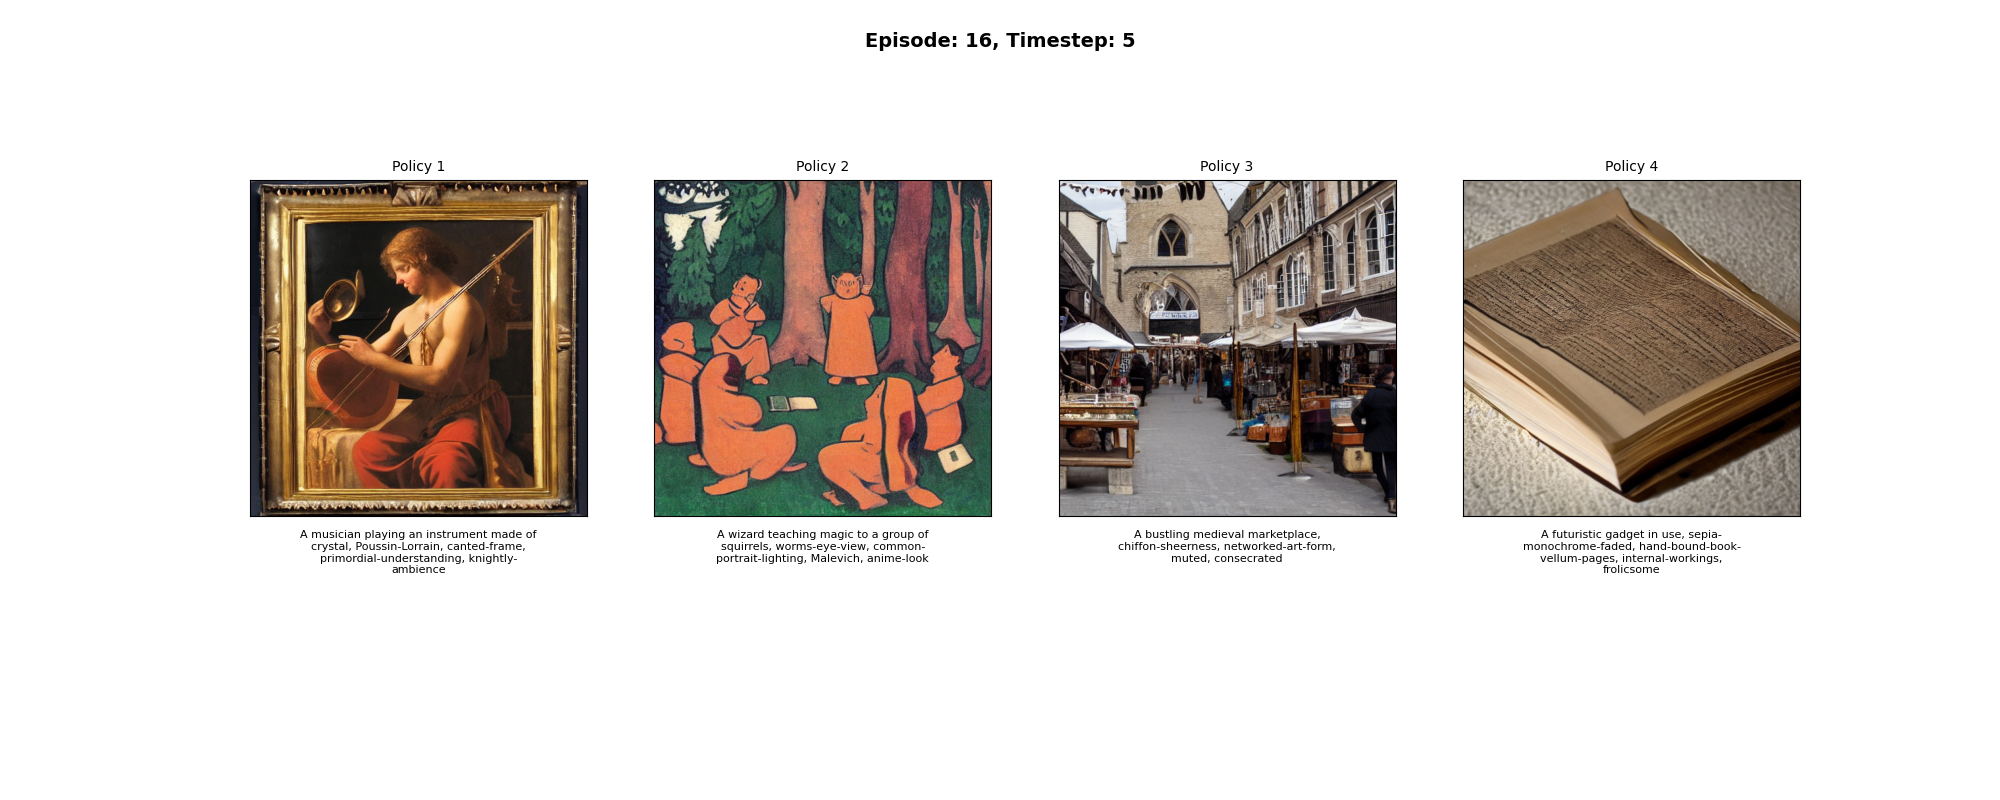 Episode: 16, Timestep: 5
Policy 1
A musician playing an instrument made of
crystal, Poussin-Lorrain, canted-frame,
primordial-understanding, knightly-
ambience
Policy 2
A wizard teaching magic to a group of
squirrels, worms-eye-view, common-
portrait-lighting, Malevich, anime-look
Policy 3
A bustling medieval marketplace,
chiffon-sheerness, networked-art-form,
muted, consecrated
Policy 4
A futuristic gadget in use, sepia-
monochrome-faded, hand-bound-book-
vellum-pages, internal-workings,
frolicsome